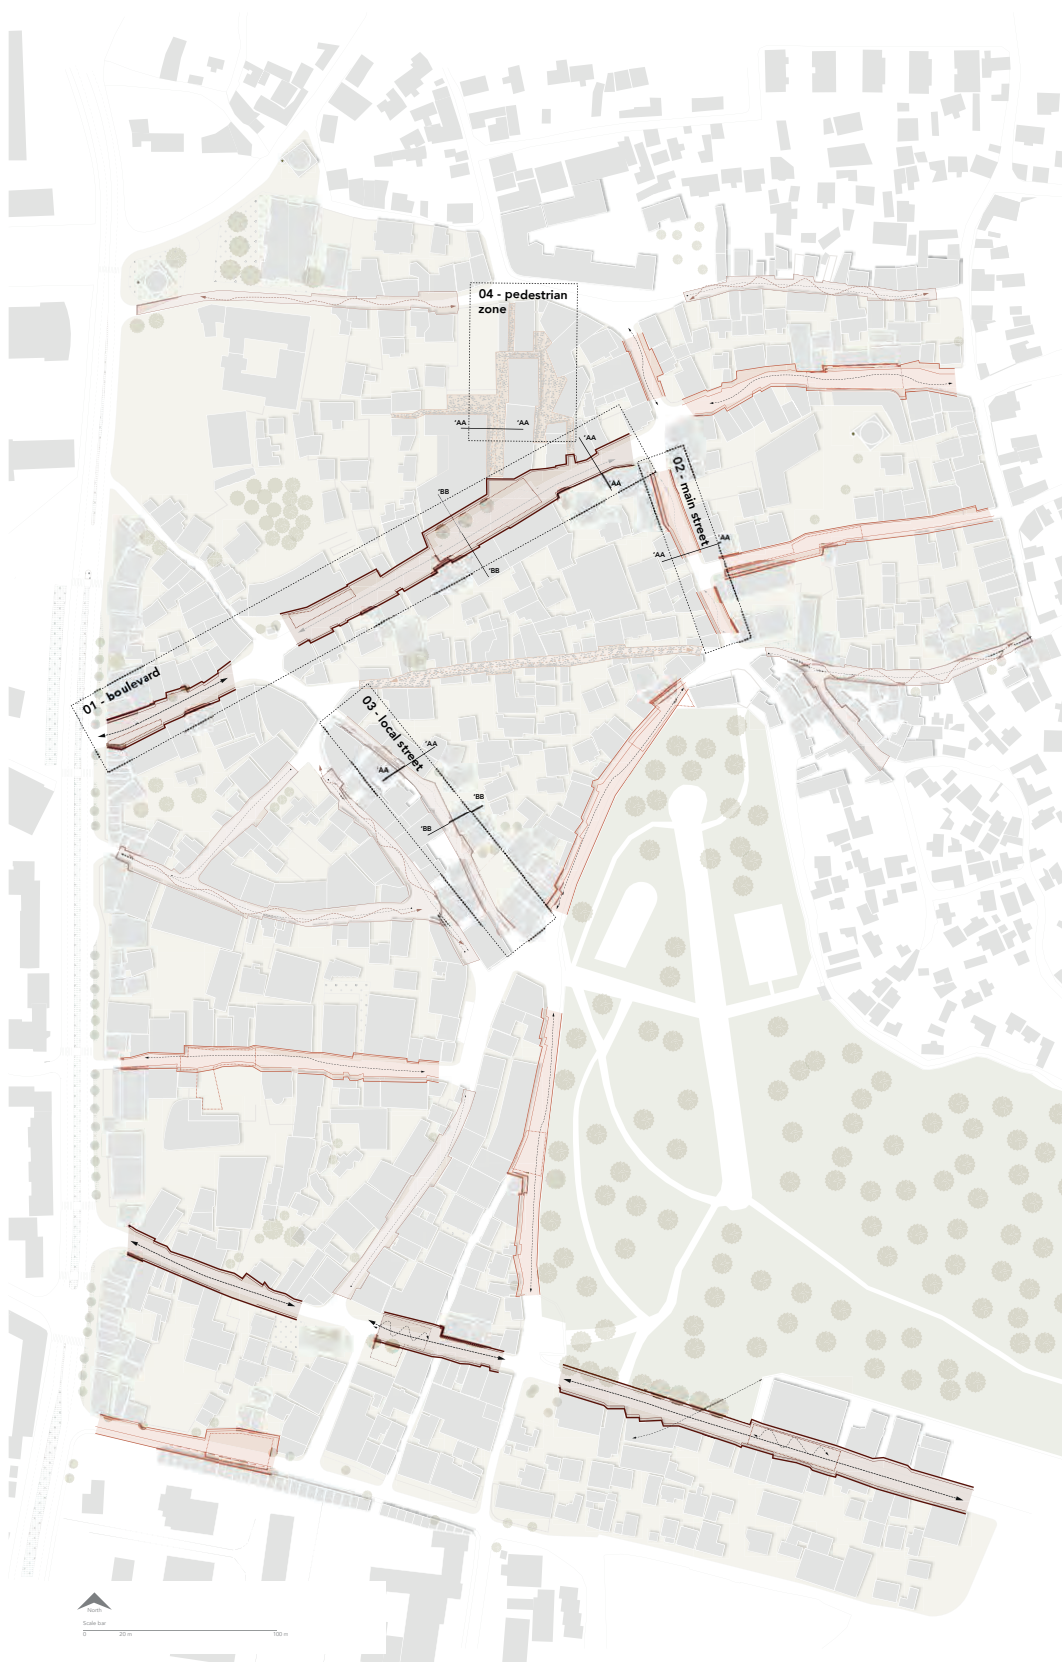 04 - pedestrian
zone
'AA
'AA
'AA
'AA
'BB
'BB
02 - main street
'AA
'AA
01 - boulevard
03 - local street
'AA
'AA
'BB
'BB
North
Scale bar
0 20 m 100 m